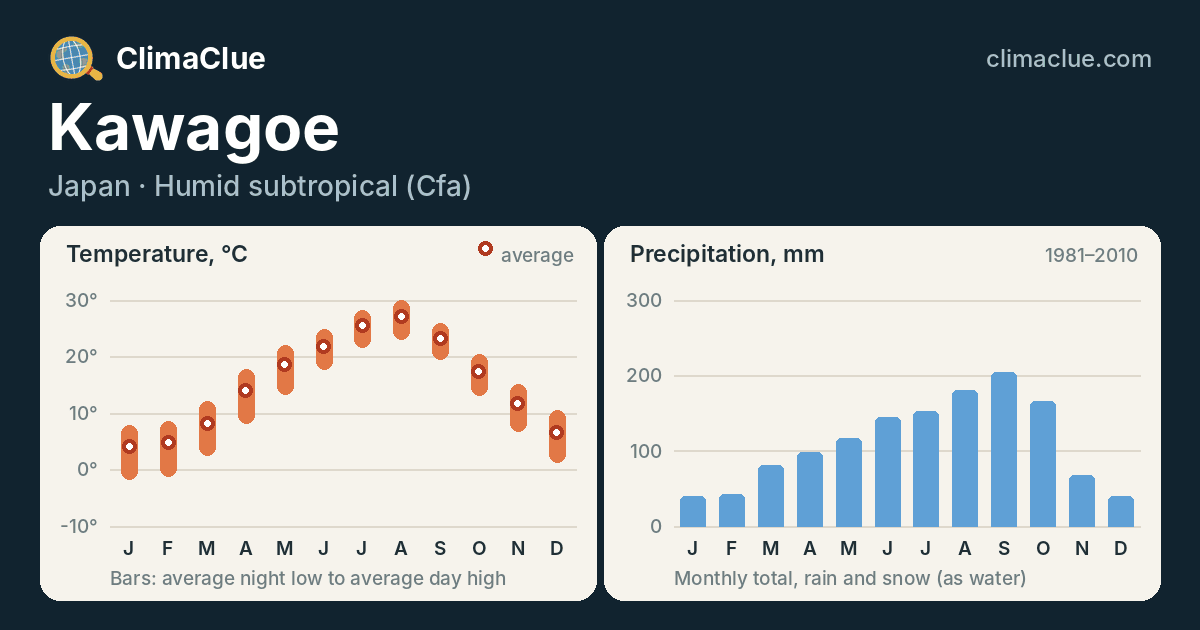 ClimaClue
climaclue.com
Kawagoe
Japan · Humid subtropical (Cfa)
Temperature, °C
average
30°
20°
10°
0°
-10°
J F M A M J J A S O N D
Bars: average night low to average day high
Precipitation, mm
1981–2010
300
200
100
0
J F M A M J J A S O N D
Monthly total, rain and snow (as water)